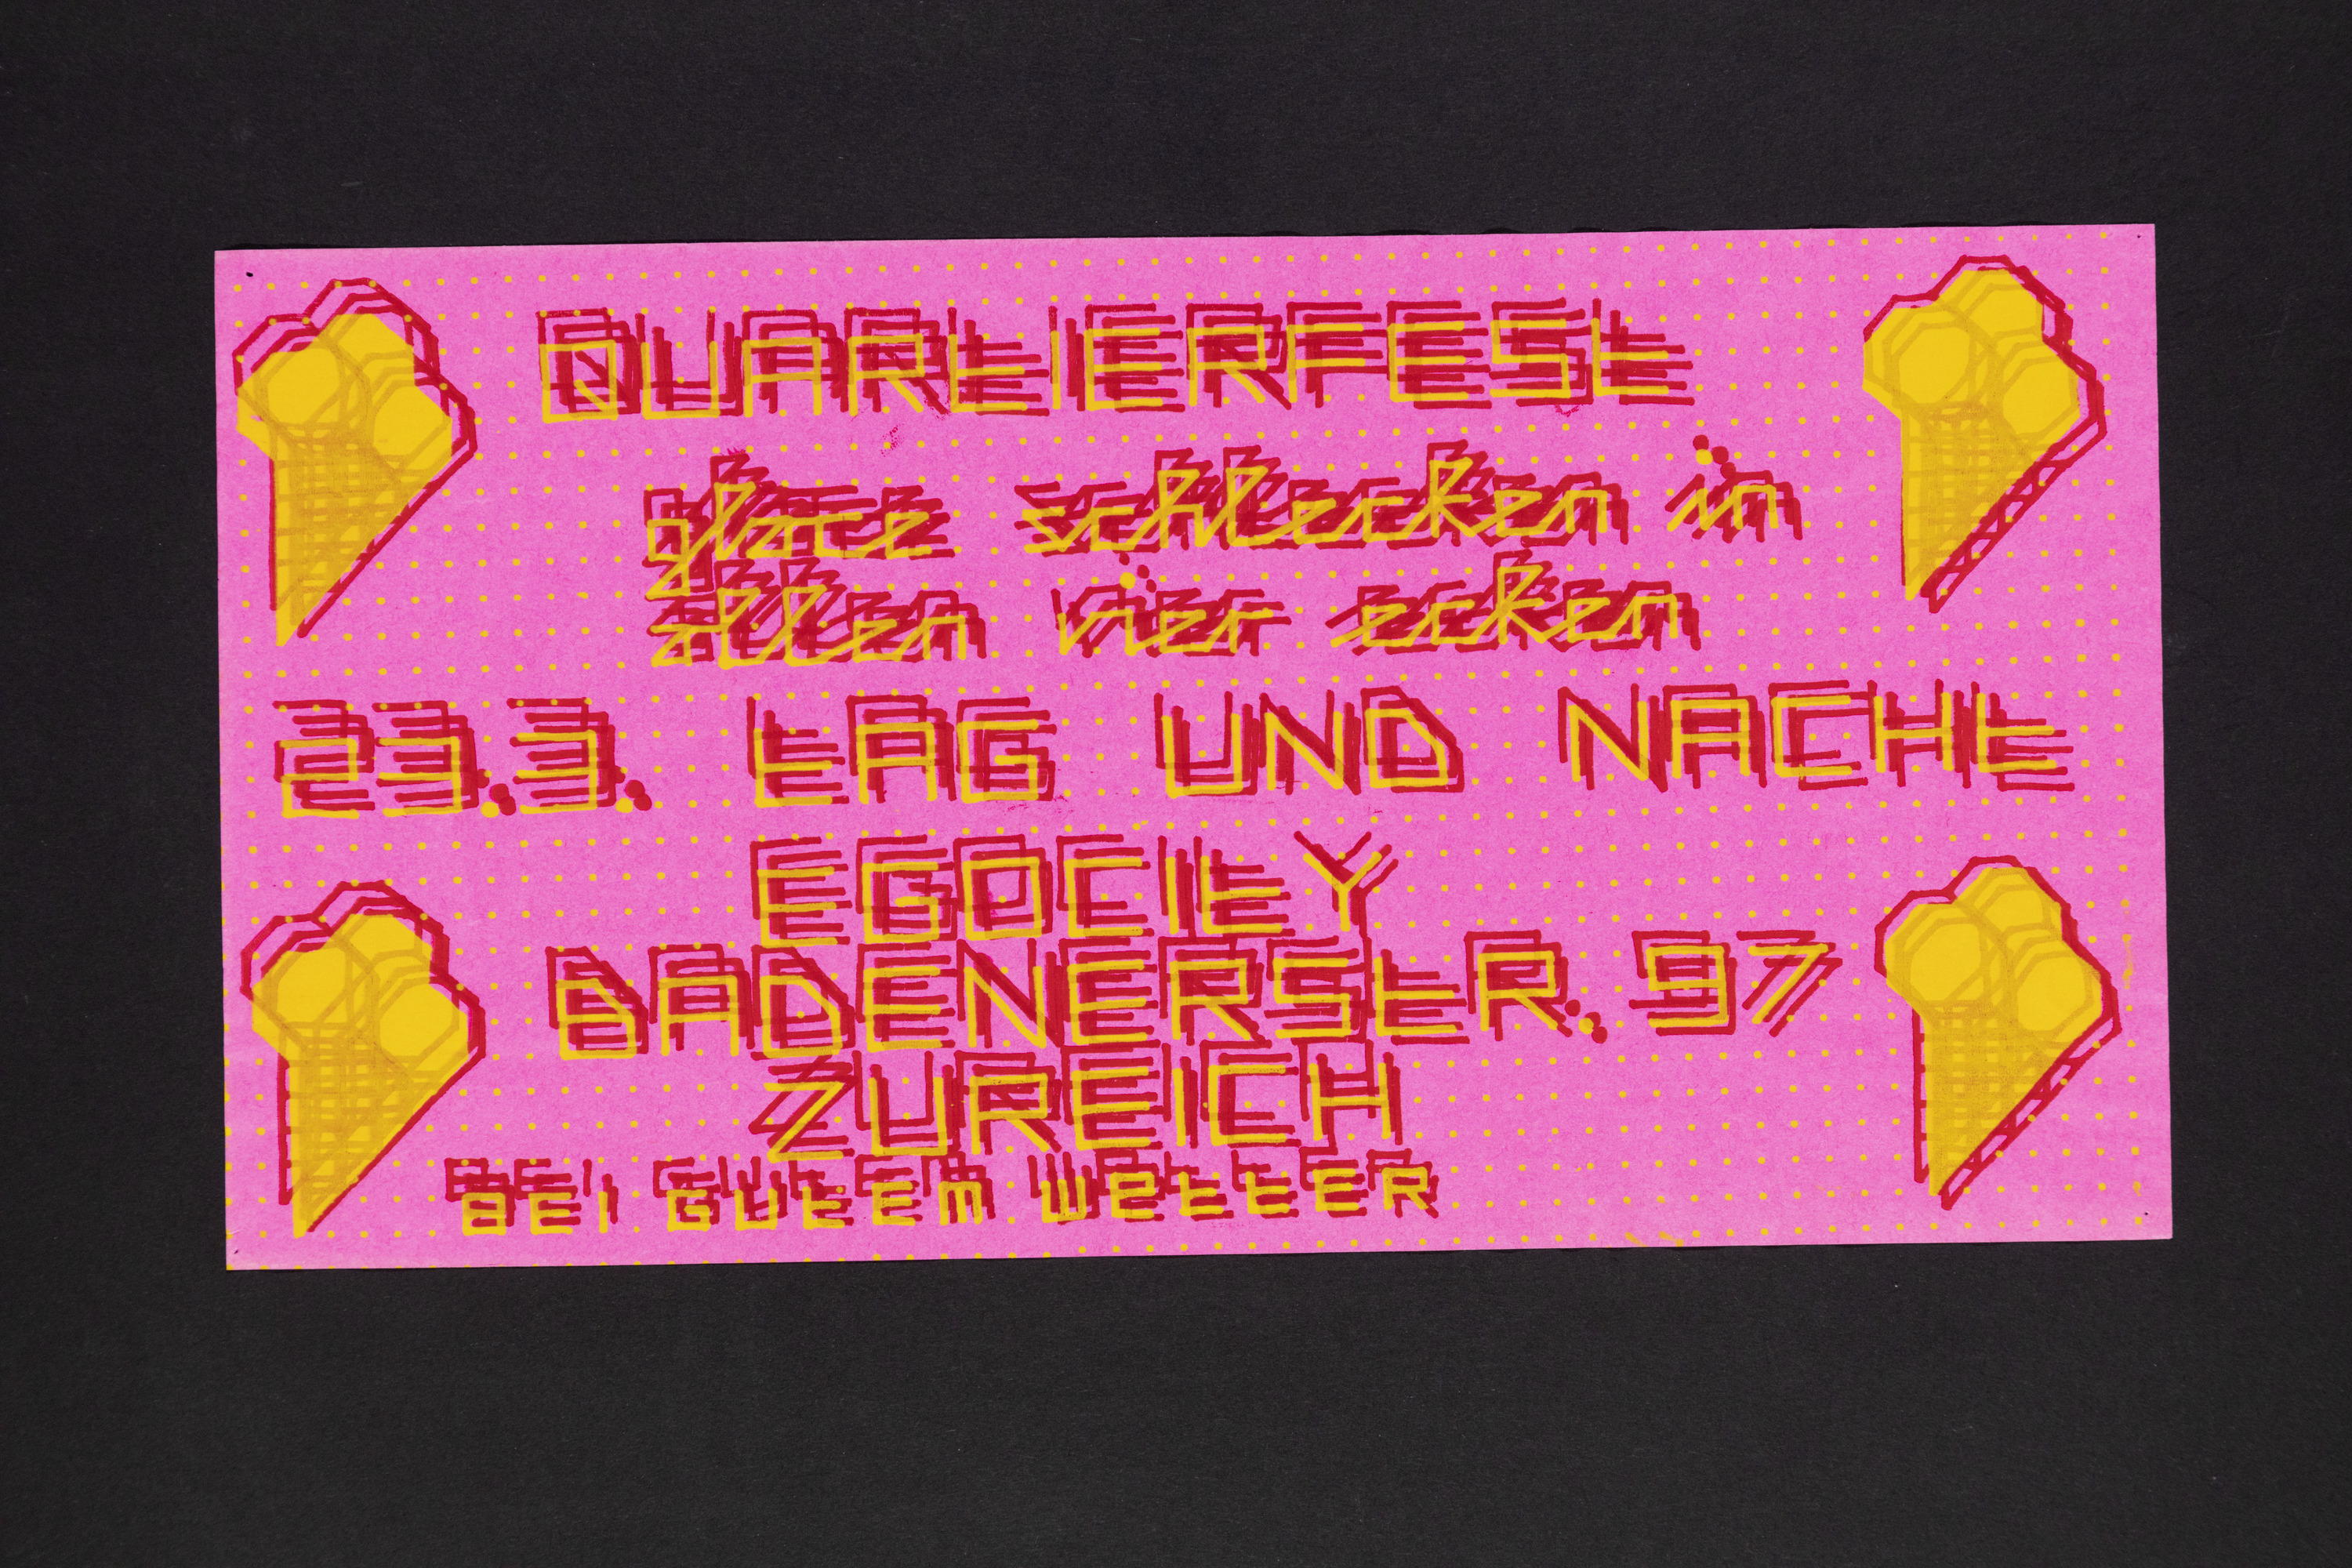 QUARTIERFEST
glace schlecken in
allen vier ecken
23.3. TAG UND NACHT
EGOCITY
BADENERSTR. 97
ZUREICH
BEI GUTEM WETTER